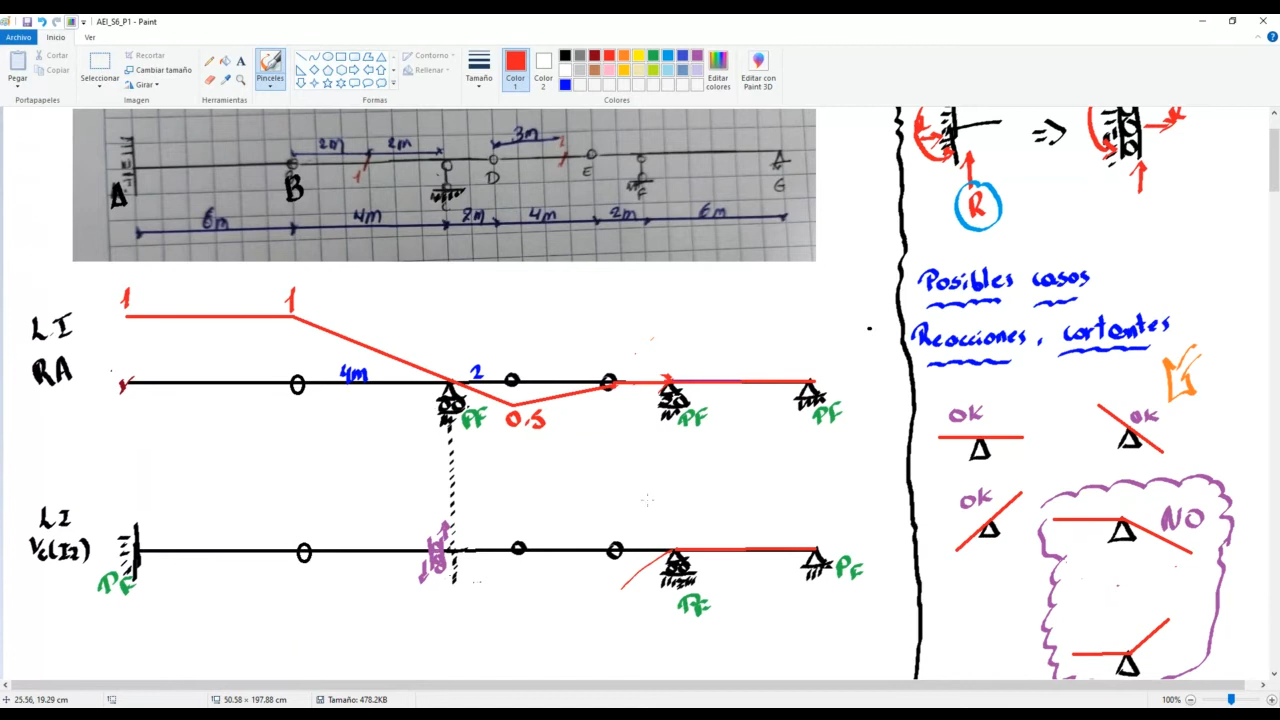 AEI_S6_P1 - Paint
Archivo Inicio Ver
Pegar
Cortar
Copiar
Portapapeles
Seleccionar
Recortar
Cambiar tamaño
Girar
Imagen
Herramientas
Pinceles
Contorno
Rellenar
Formas
Tamaño
Color 1
Color 2
Editar colores
Editar con Paint 3D
Colores
2m 2m 3m
1 1
A B D E F G
6m 4m 2m 4m 2m 6m
R
Posibles casos
Reacciones, cortantes
OK OK
OK
NO
1 1
LI
RA
4m 2
PF 0.5 PF PF
LI
PF PF
PF
25.56, 19.29 cm
50.58 × 197.88 cm
Tamaño: 478.2KB
100%